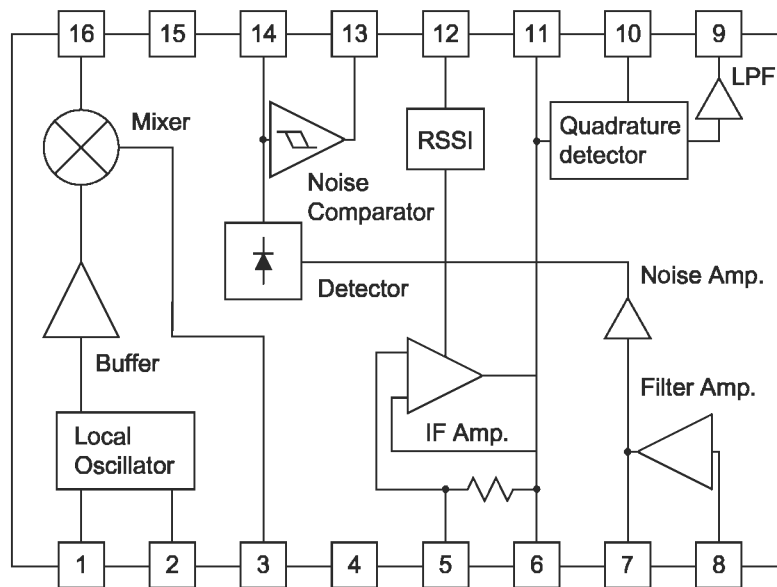 16 15 14 13 12 11 10 9
LPF
Mixer
RSSI
Quadrature
detector
Noise
Comparator
Detector
Noise Amp.
Buffer
Filter Amp.
IF Amp.
Local
Oscillator
1 2 3 4 5 6 7 8